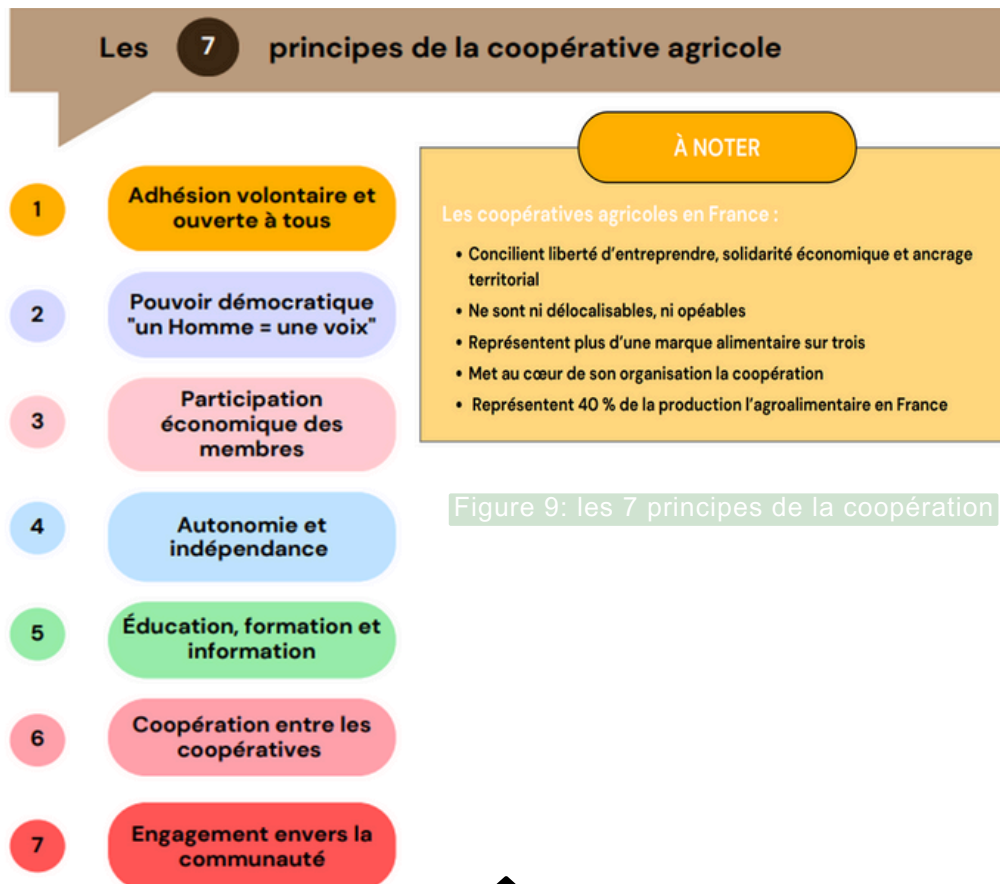 Les 7 principes de la coopérative agricole
1
Adhésion volontaire et
ouverte à tous
2
Pouvoir démocratique
"un Homme = une voix"
3
Participation
économique des
membres
4
Autonomie et
indépendance
5
Éducation, formation et
information
6
Coopération entre les
coopératives
7
Engagement envers la
communauté
À NOTER
Les coopératives agricoles en France :
• Concilient liberté d'entreprendre, solidarité économique et ancrage
territorial
• Ne sont ni délocalisables, ni opéables
• Représentent plus d'une marque alimentaire sur trois
• Met au cœur de son organisation la coopération
• Représentent 40 % de la production l'agroalimentaire en France
Figure 9: les 7 principes de la coopération